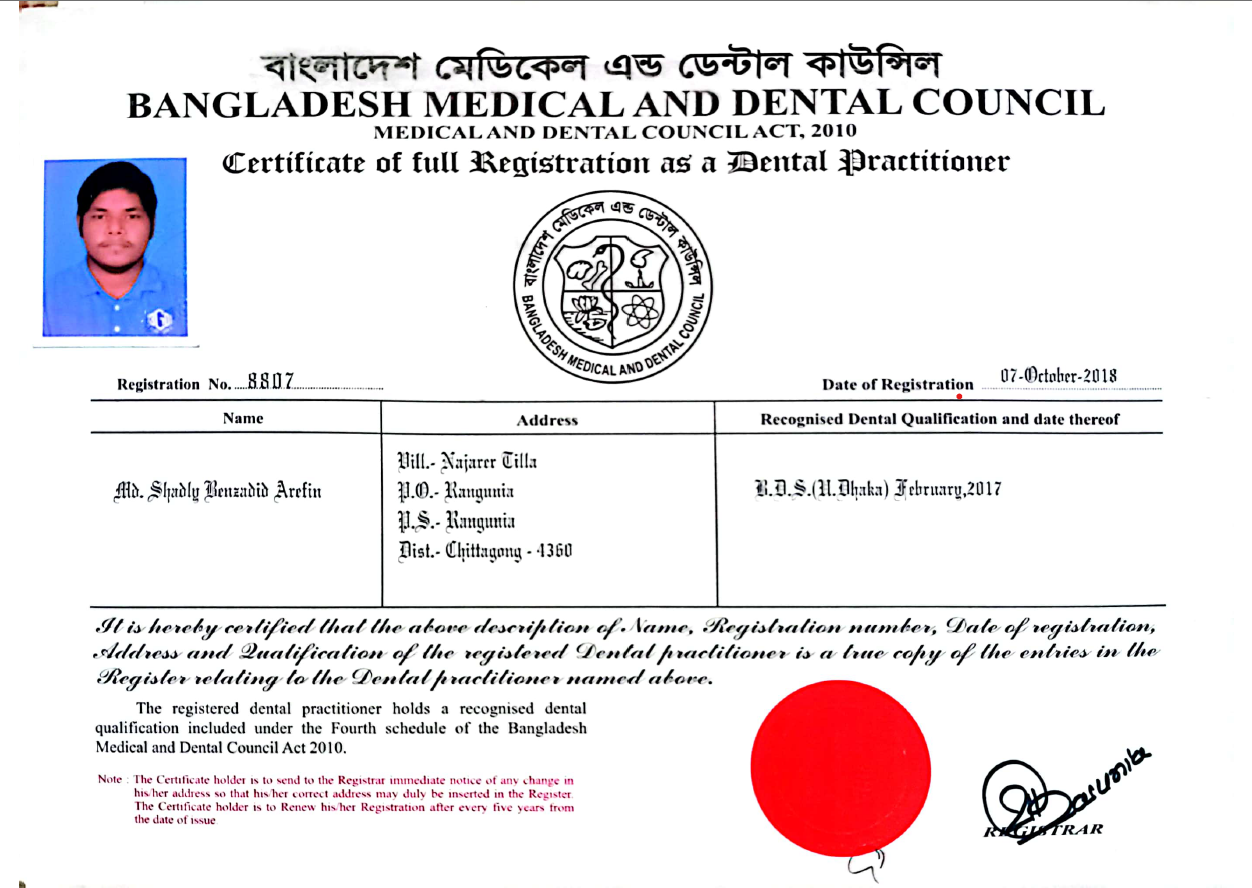 বাংলাদেশ মেডিকেল এন্ড ডেন্টাল কাউন্সিল
BANGLADESH MEDICAL AND DENTAL COUNCIL
MEDICAL AND DENTAL COUNCIL ACT, 2010
Certificate of full Registration as a Dental Practitioner
বাংলাদেশ মেডিকেল এন্ড ডেন্টাল কাউন্সিল
BANGLADESH MEDICAL AND DENTAL COUNCIL
Registration No. 8807
Date of Registration 07-October-2018
Name
Address
Recognised Dental Qualification and date thereof
Md. Shadly Benzadid Arefin
Vill.- Najarer Tilla
P.O.- Rangunia
P.S.- Rangunia
Dist.- Chittagong - 4360
B.D.S.(U.Dhaka) February,2017
It is hereby certified that the above description of Name, Registration number, Date of registration,
Address and Qualification of the registered Dental practitioner is a true copy of the entries in the
Register relating to the Dental practitioner named above.
The registered dental practitioner holds a recognised dental
qualification included under the Fourth schedule of the Bangladesh
Medical and Dental Council Act 2010.
Note : The Certificate holder is to send to the Registrar immediate notice of any change in
his/her address so that his/her correct address may duly be inserted in the Register.
The Certificate holder is to Renew his/her Registration after every five years from
the date of issue
REGISTRAR